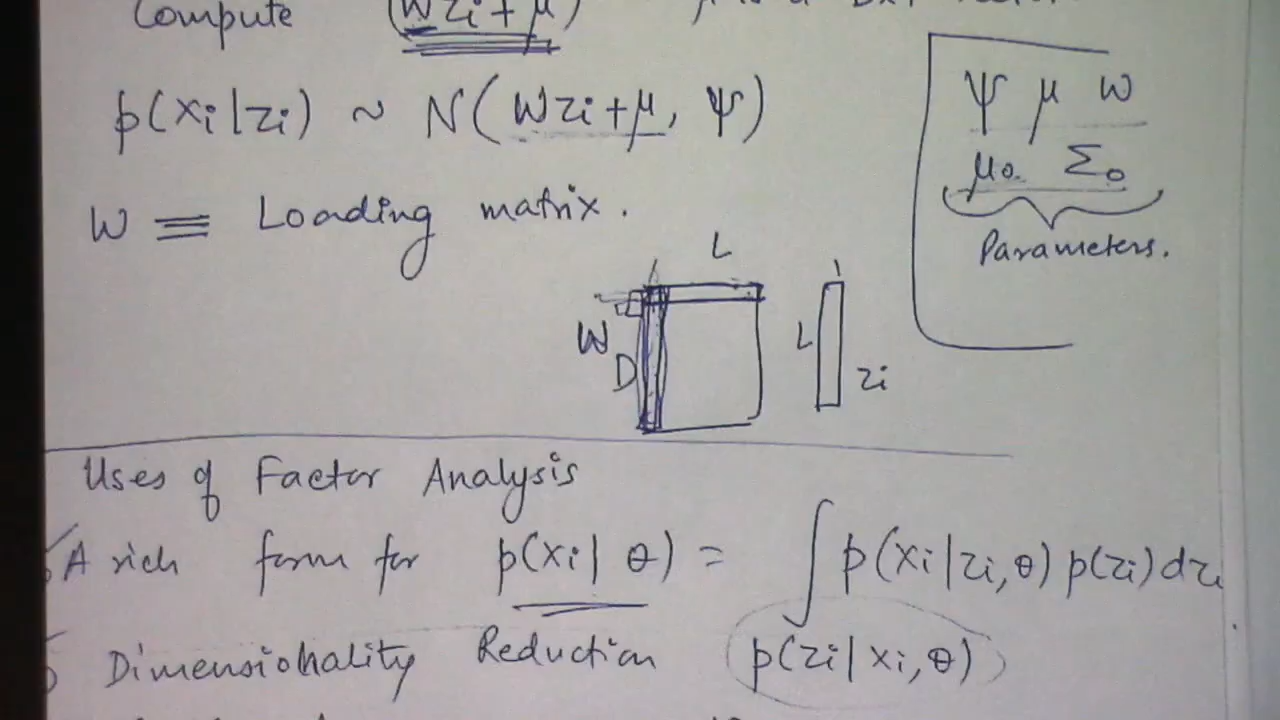 Compute (Wzi + μ)
p(xi|zi) ~ N(Wzi+μ, Ψ)
Ψ μ W
μ0. Σ0
Parameters.
W ≡ Loading matrix.
L
W
D
L
1
zi
Uses of Factor Analysis
A rich form for p(xi|θ) = ∫ p(xi|zi,θ) p(zi) dzi
Dimensionality Reduction p(zi|xi,θ)